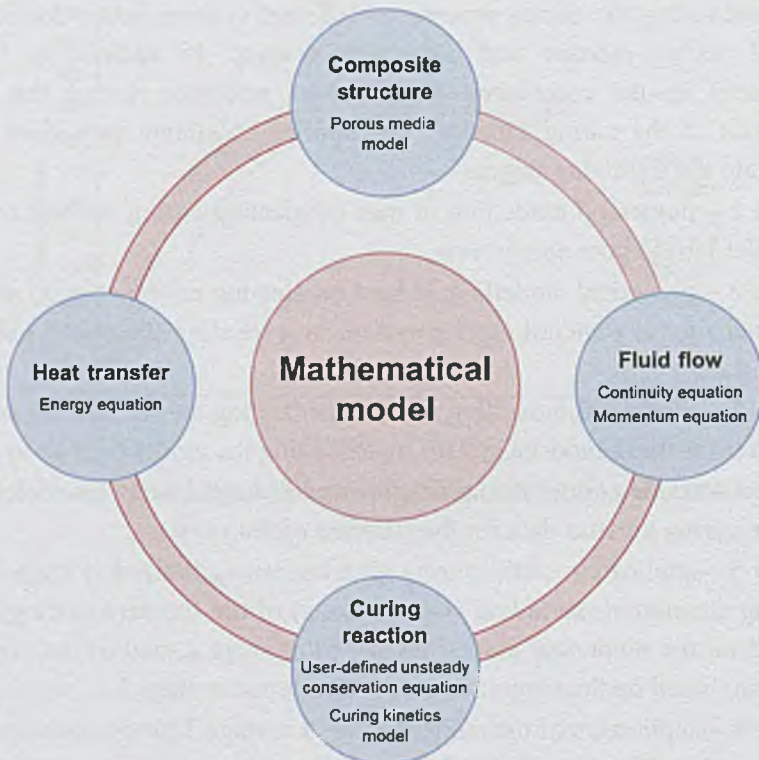 Composite
structure
Porous media
model
Heat transfer
Energy equation
Mathematical
model
Fluid flow
Continuity equation
Momentum equation
Curing
reaction
User-defined unsteady
conservation equation
Curing kinetics
model